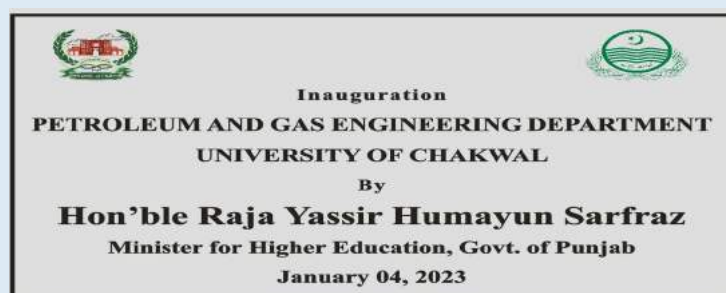 Inauguration
PETROLEUM AND GAS ENGINEERING DEPARTMENT
UNIVERSITY OF CHAKWAL
By
Hon’ble Raja Yassir Humayun Sarfraz
Minister for Higher Education, Govt. of Punjab
January 04, 2023